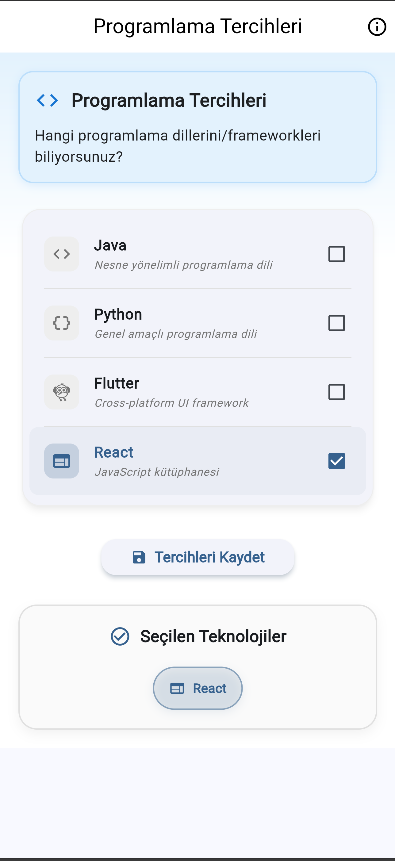 Programlama Tercihleri
Programlama Tercihleri
Hangi programlama dillerini/frameworkleri
biliyorsunuz?
Java
Nesne yönelimli programlama dili
Python
Genel amaçlı programlama dili
Flutter
Cross-platform UI framework
React
JavaScript kütüphanesi
Tercihleri Kaydet
Seçilen Teknolojiler
React